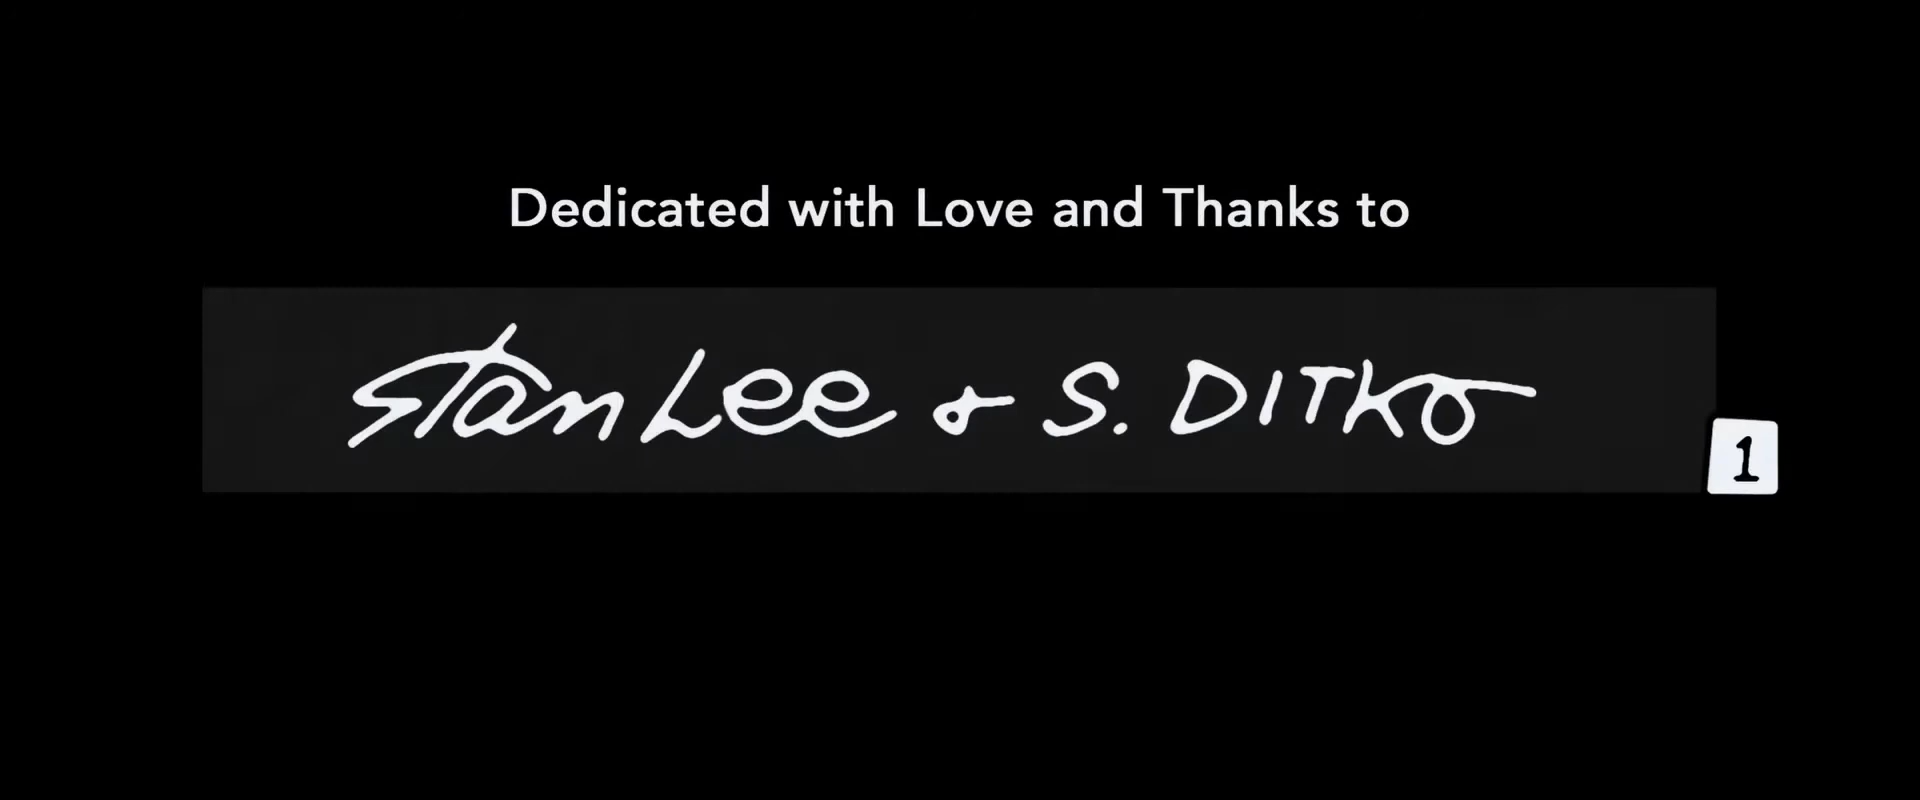 Dedicated with Love and Thanks to
Stan Lee & S. DITKO
1